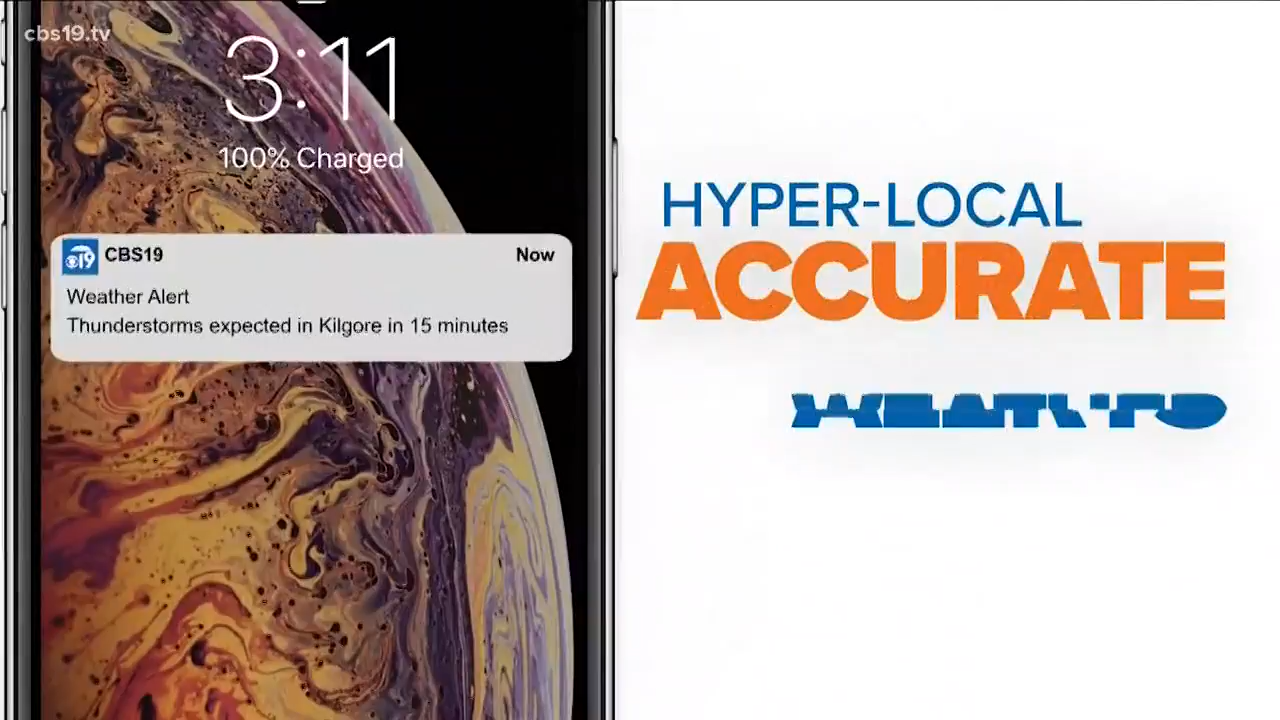 cbs19.tv
3:11
100% Charged
19 CBS19 Now
Weather Alert
Thunderstorms expected in Kilgore in 15 minutes
HYPER-LOCAL
ACCURATE